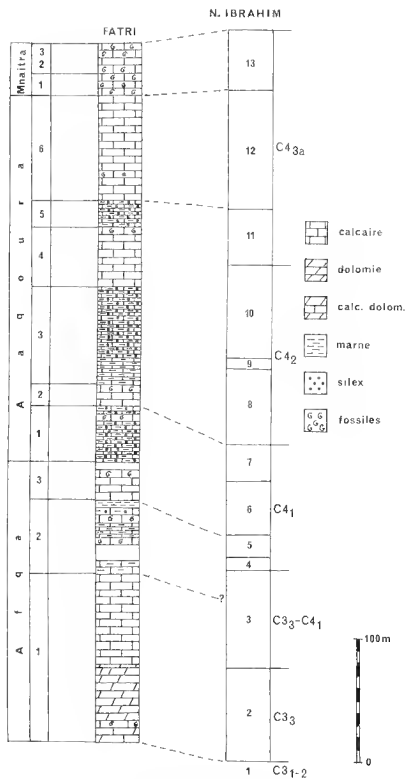 N. IBRAHIM
FATRI
Mnaitra
3
2
1
Aaqoura
6
5
4
3
2
1
Afqa
3
2
1
13
12
C4 3a
11
10
C4 2
9
8
7
6
C4 1
5
4
?
3
C3 3-C4 1
2
C3 3
1
C3 1-2
calcaire
dolomie
calc. dolom.
marne
silex
fossiles
100m
0